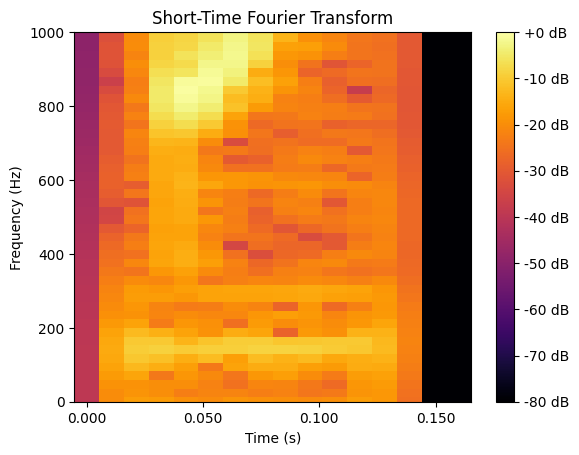 Short-Time Fourier Transform
1000
800
600
400
200
0
Frequency (Hz)
0.000
0.050
0.100
0.150
Time (s)
+0 dB
-10 dB
-20 dB
-30 dB
-40 dB
-50 dB
-60 dB
-70 dB
-80 dB